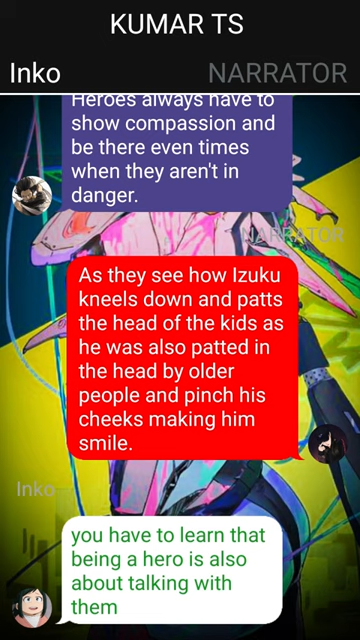 KUMAR TS
Inko
NARRATOR
Heroes always have to
show compassion and
be there even times
when they aren't in
danger.
NARRATOR
As they see how Izuku
kneels down and patts
the head of the kids as
he was also patted in
the head by older
people and pinch his
cheeks making him
smile.
Inko
you have to learn that
being a hero is also
about talking with
them